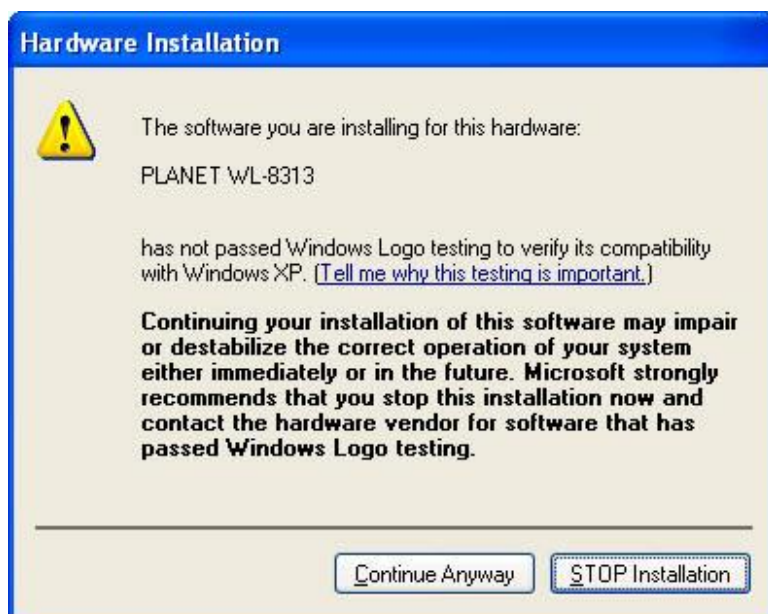 Hardware Installation
The software you are installing for this hardware:
PLANET WL-8313
has not passed Windows Logo testing to verify its compatibility
with Windows XP. (Tell me why this testing is important.)
Continuing your installation of this software may impair
or destabilize the correct operation of your system
either immediately or in the future. Microsoft strongly
recommends that you stop this installation now and
contact the hardware vendor for software that has
passed Windows Logo testing.
Continue Anyway
STOP Installation